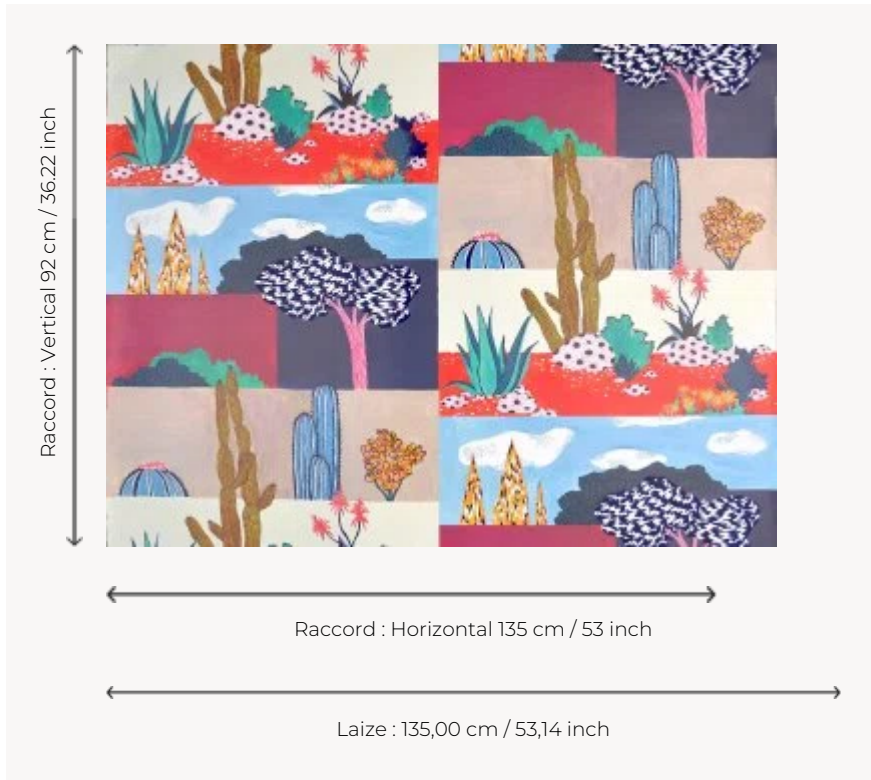 Raccord : Vertical 92 cm / 36.22 inch
Raccord : Horizontal 135 cm / 53 inch
Laize : 135,00 cm / 53,14 inch